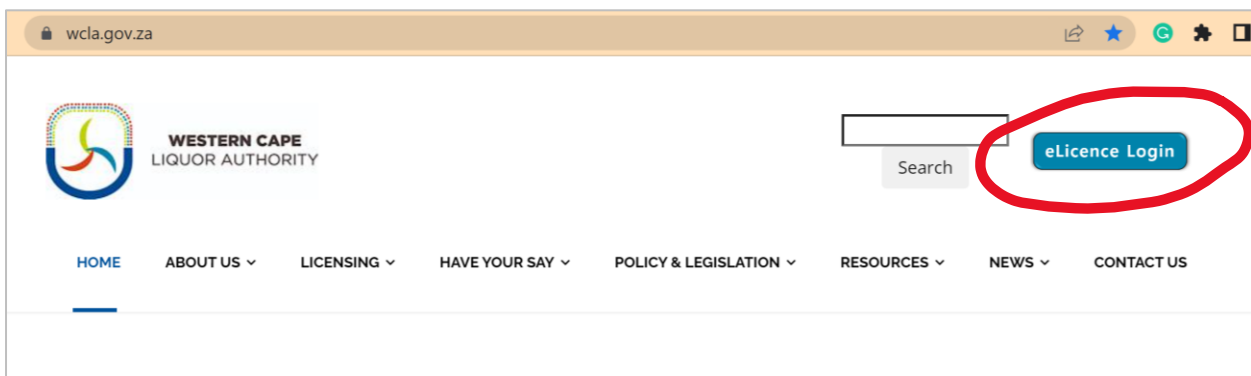 wcla.gov.za
WESTERN CAPE
LIQUOR AUTHORITY
Search
eLicence Login
HOME ABOUT US LICENSING HAVE YOUR SAY POLICY & LEGISLATION RESOURCES NEWS CONTACT US